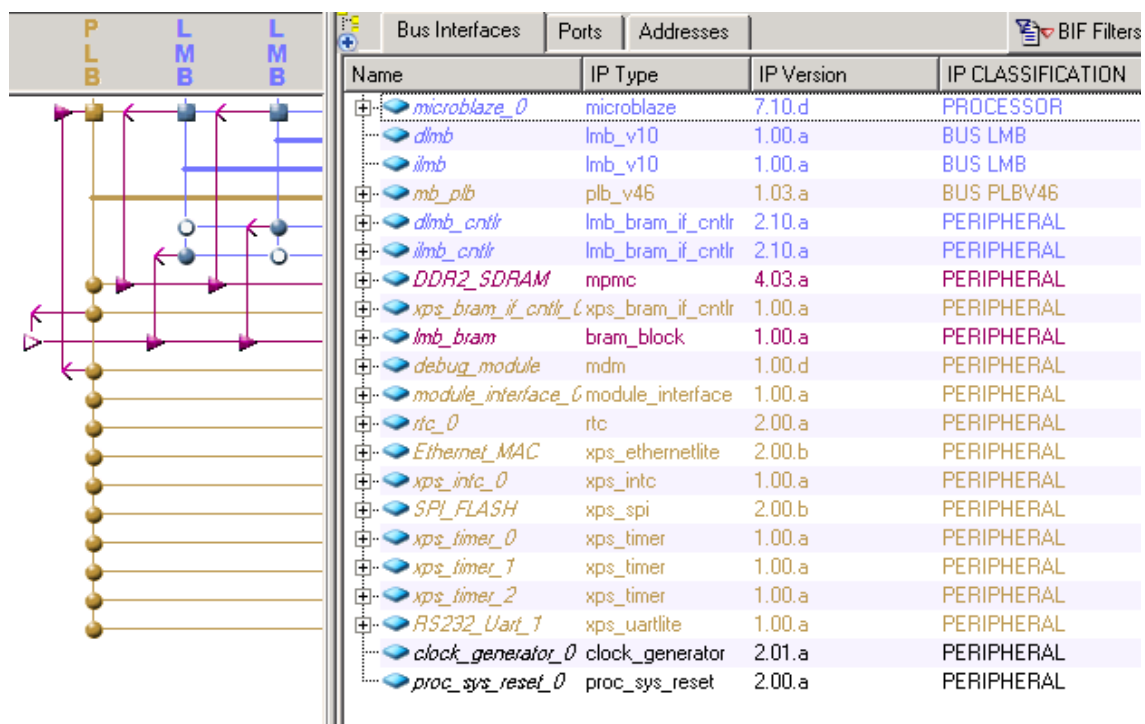 PLB LMB LMB
Bus Interfaces Ports Addresses BIF Filters
Name IP Type IP Version IP CLASSIFICATION
microblaze_0 microblaze 7.10.d PROCESSOR
dlmb lmb_v10 1.00.a BUS LMB
ilmb lmb_v10 1.00.a BUS LMB
mb_plb plb_v46 1.03.a BUS PLBV46
dlmb_cntlr lmb_bram_if_cntlr 2.10.a PERIPHERAL
ilmb_cntlr lmb_bram_if_cntlr 2.10.a PERIPHERAL
DDR2_SDRAM mpmc 4.03.a PERIPHERAL
xps_bram_if_cntlr_ xps_bram_if_cntlr 1.00.a PERIPHERAL
lmb_bram bram_block 1.00.a PERIPHERAL
debug_module mdm 1.00.d PERIPHERAL
module_interface_ module_interface 1.00.a PERIPHERAL
rtc_0 rtc 2.00.a PERIPHERAL
Ethernet_MAC xps_ethernetlite 2.00.b PERIPHERAL
xps_intc_0 xps_intc 1.00.a PERIPHERAL
SPI_FLASH xps_spi 2.00.b PERIPHERAL
xps_timer_0 xps_timer 1.00.a PERIPHERAL
xps_timer_1 xps_timer 1.00.a PERIPHERAL
xps_timer_2 xps_timer 1.00.a PERIPHERAL
RS232_Uart_1 xps_uartlite 1.00.a PERIPHERAL
clock_generator_0 clock_generator 2.01.a PERIPHERAL
proc_sys_reset_0 proc_sys_reset 2.00.a PERIPHERAL